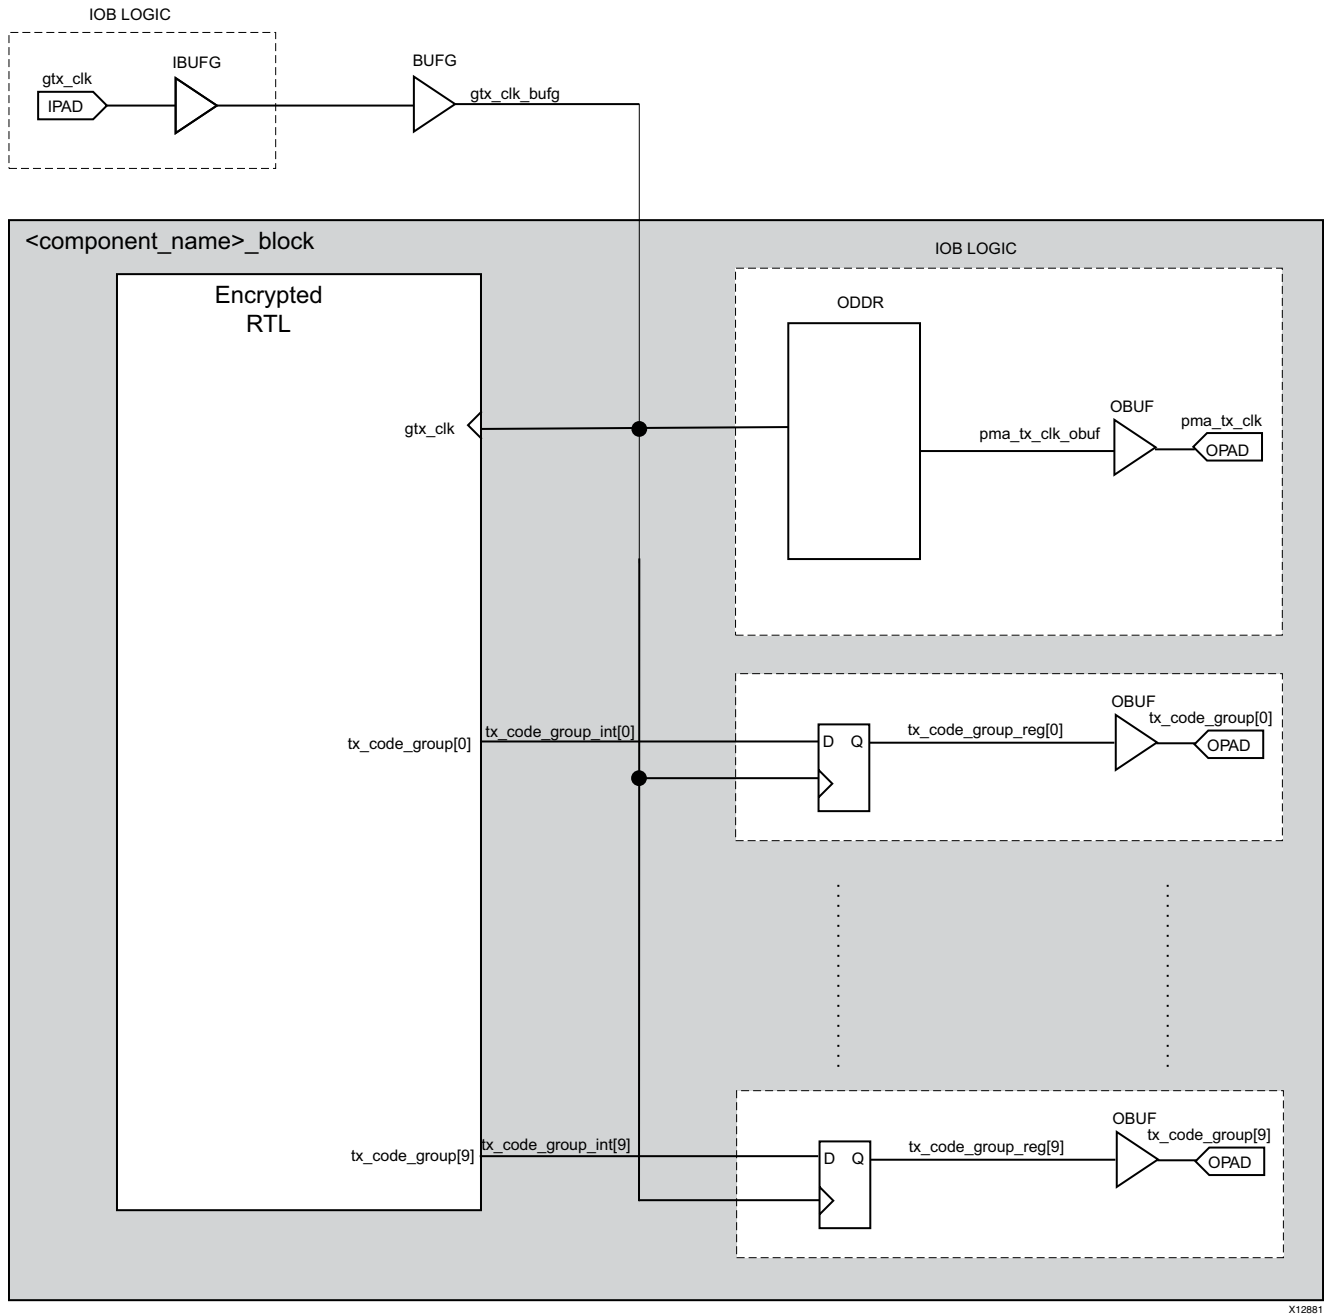 IOB LOGIC
gtx_clk
IPAD
IBUFG
BUFG
gtx_clk_bufg
<component_name>_block
Encrypted
RTL
IOB LOGIC
ODDR
gtx_clk
pma_tx_clk_obuf
OBUF
pma_tx_clk
OPAD
tx_code_group[0]
tx_code_group_int[0]
D Q
tx_code_group_reg[0]
OBUF
tx_code_group[0]
OPAD
tx_code_group[9]
tx_code_group_int[9]
D Q
tx_code_group_reg[9]
OBUF
tx_code_group[9]
OPAD
X12881